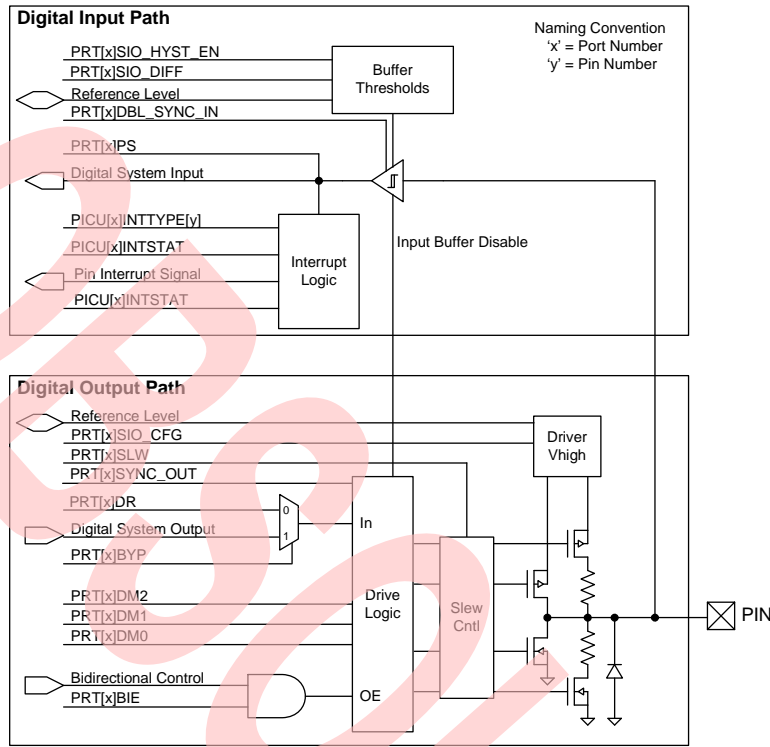 Digital Input Path
Naming Convention
‘x’ = Port Number
‘y’ = Pin Number
PRT[x]SIO_HYST_EN
PRT[x]SIO_DIFF
Reference Level
PRT[x]DBL_SYNC_IN
Buffer
Thresholds
PRT[x]PS
Digital System Input
PICU[x]INTTYPE[y]
PICU[x]INTSTAT
Pin Interrupt Signal
PICU[x]INTSTAT
Interrupt
Logic
Input Buffer Disable
Digital Output Path
Reference Level
PRT[x]SIO_CFG
PRT[x]SLW
PRT[x]SYNC_OUT
Driver
Vhigh
PRT[x]DR
Digital System Output
PRT[x]BYP
0
1
In
PRT[x]DM2
PRT[x]DM1
PRT[x]DM0
Drive
Logic
Slew
Cntl
PIN
Bidirectional Control
PRT[x]BIE
OE